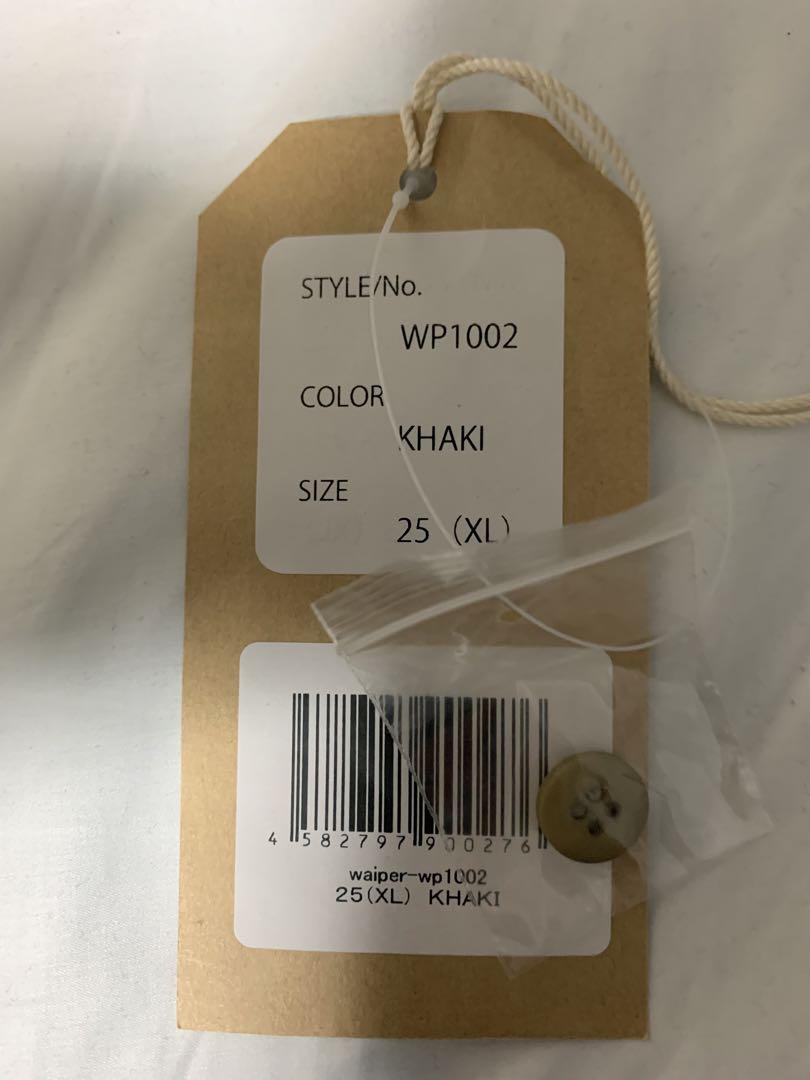 STYLE/No.
WP1002
COLOR
KHAKI
SIZE
25（XL）
4 582797 900276
waiper-wp1002
25(XL) KHAKI